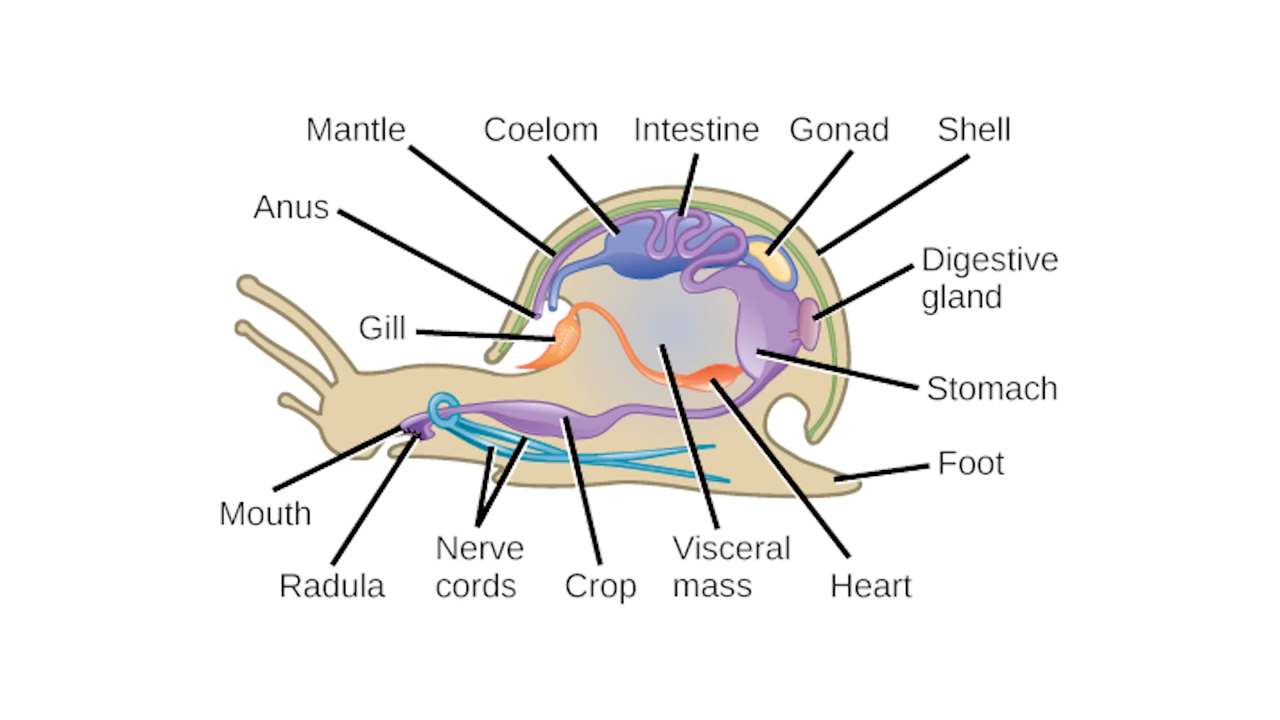 Mantle
Coelom
Intestine
Gonad
Shell
Anus
Digestive
gland
Gill
Stomach
Foot
Mouth
Nerve
cords
Visceral
mass
Radula
Crop
Heart